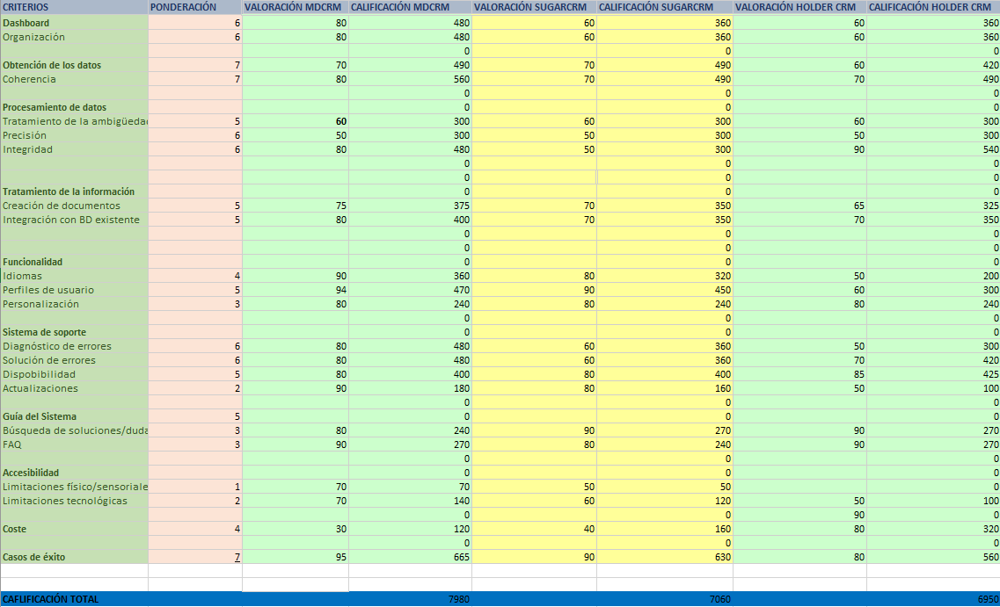 CRITERIOS PONDERACIÓN VALORACIÓN MDCRM CALIFICACIÓN MDCRM VALORACIÓN SUGARCRM CALIFICACIÓN SUGARCRM VALORACIÓN HOLDER CRM CALIFICACIÓN HOLDER CRM
Dashboard 6 80 480 60 360 60 360
Organización 6 80 480 60 360 60 360
0 0 0
Obtención de los datos 7 70 490 70 490 60 420
Coherencia 7 80 560 70 490 70 490
0 0 0
Procesamiento de datos 0 0 0
Tratamiento de la ambigüedad 5 60 300 60 300 60 300
Precisión 6 50 300 50 300 50 300
Integridad 6 80 480 50 300 90 540
0 0 0
0 0 0
Tratamiento de la información 0 0 0
Creación de documentos 5 75 375 70 350 65 325
Integración con BD existente 5 80 400 70 350 70 350
0 0 0
0 0 0
Funcionalidad 0 0 0
Idiomas 4 90 360 80 320 50 200
Perfiles de usuario 5 94 470 90 450 60 300
Personalización 3 80 240 80 240 80 240
0 0 0
Sistema de soporte 0 0 0
Diagnóstico de errores 6 80 480 60 360 50 300
Solución de errores 6 80 480 60 360 70 420
Dispobibilidad 5 80 400 80 400 85 425
Actualizaciones 2 90 180 80 160 50 100
0 0 0
Guía del Sistema 5 0 0 0
Búsqueda de soluciones/duda 3 80 240 90 270 90 270
FAQ 3 90 270 80 240 90 270
0 0 0
Accesibilidad 0 0 0
Limitaciones físico/sensoriale 1 70 70 50 50 0
Limitaciones tecnológicas 2 70 140 60 120 50 100
0 0 90 0
Coste 4 30 120 40 160 80 320
0 0 0
Casos de éxito 7 95 665 90 630 80 560
CAFLIFICACIÓN TOTAL 7980 7060 6950